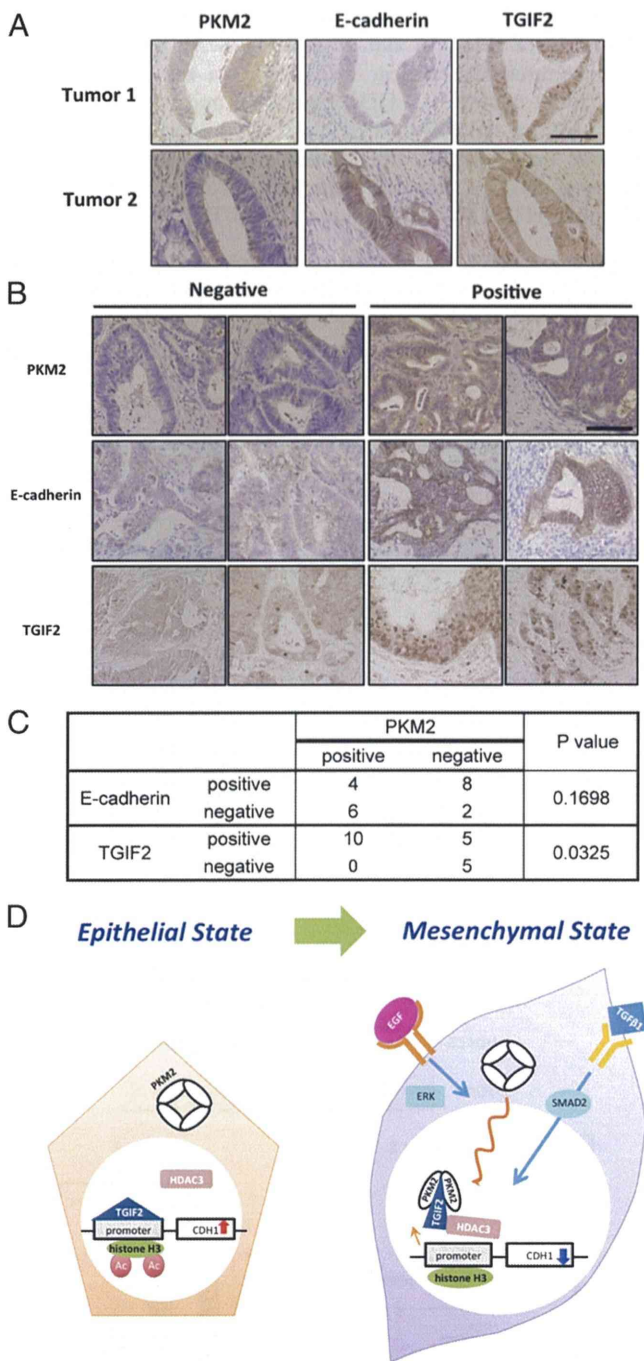 A
PKM2 E-cadherin TGIF2
Tumor 1
Tumor 2
B
Negative Positive
PKM2
E-cadherin
TGIF2
C
PKM2 P value
positive negative
E-cadherin positive 4 8 0.1698
negative 6 2
TGIF2 positive 10 5 0.0325
negative 0 5
D
Epithelial State Mesenchymal State
PKM2
HDAC3
TGIF2
promoter CDH1
histone H3
Ac Ac
EGF
TGFβ1
ERK
SMAD2
PKM2 PKM2
TGIF2
HDAC3
promoter CDH1
histone H3